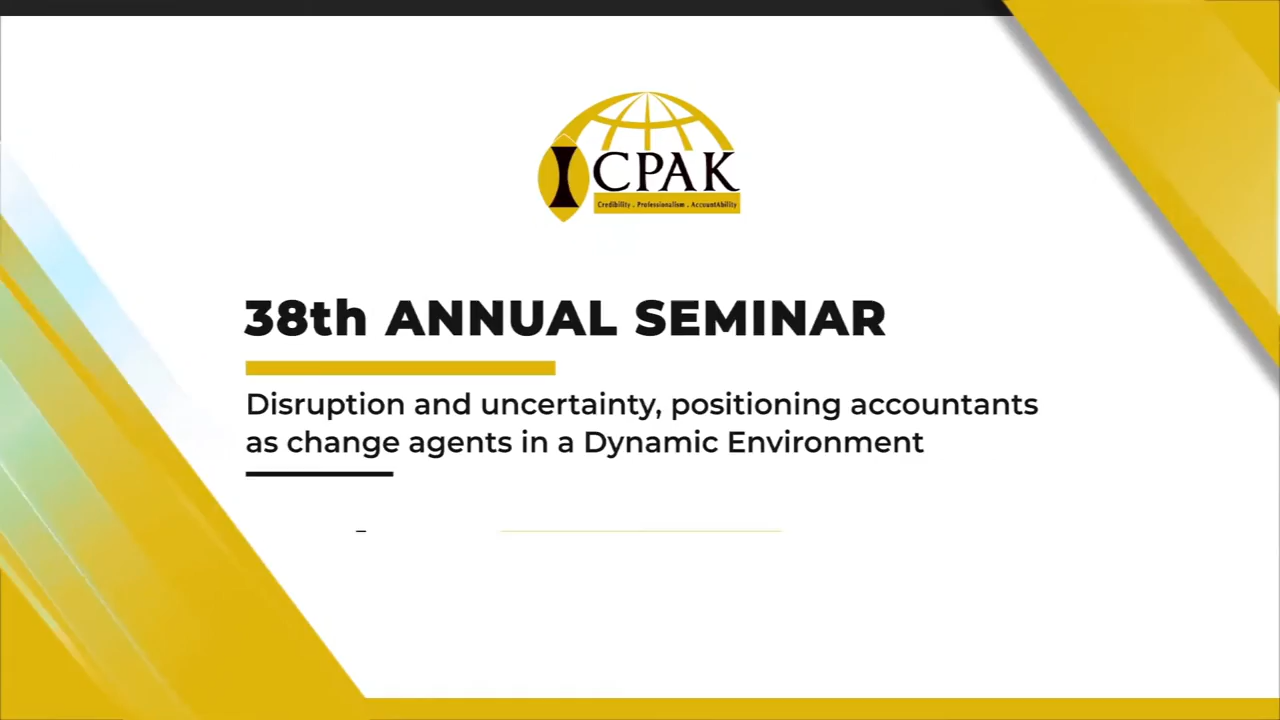 ICPAK
Credibility . Professionalism . AccountAbility
38th ANNUAL SEMINAR
Disruption and uncertainty, positioning accountants
as change agents in a Dynamic Environment